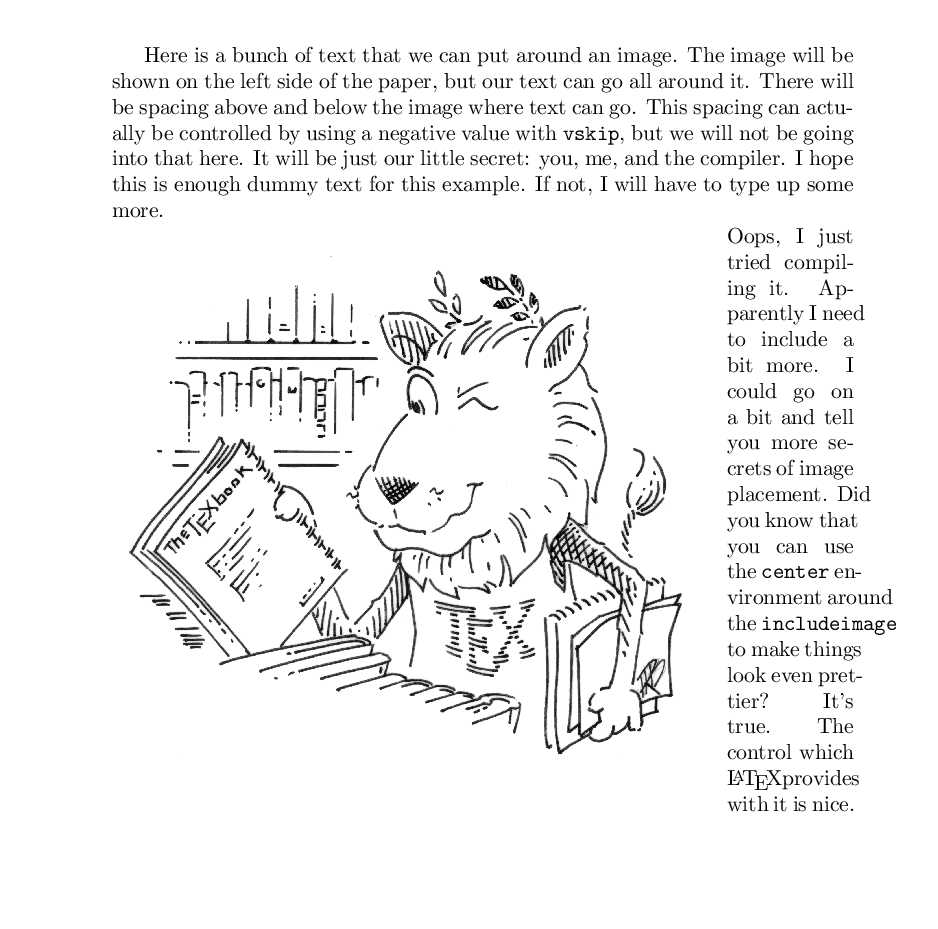 Here is a bunch of text that we can put around an image. The image will be
shown on the left side of the paper, but our text can go all around it. There will
be spacing above and below the image where text can go. This spacing can actu-
ally be controlled by using a negative value with vskip, but we will not be going
into that here. It will be just our little secret: you, me, and the compiler. I hope
this is enough dummy text for this example. If not, I will have to type up some
more.
Oops, I just
tried compil-
ing it. Ap-
parently I need
to include a
bit more. I
could go on
a bit and tell
you more se-
crets of image
placement. Did
you know that
you can use
the center en-
vironment around
the includeimage
to make things
look even pret-
tier? It's
true. The
control which
LATEXprovides
with it is nice.
The TEXbook
TEX